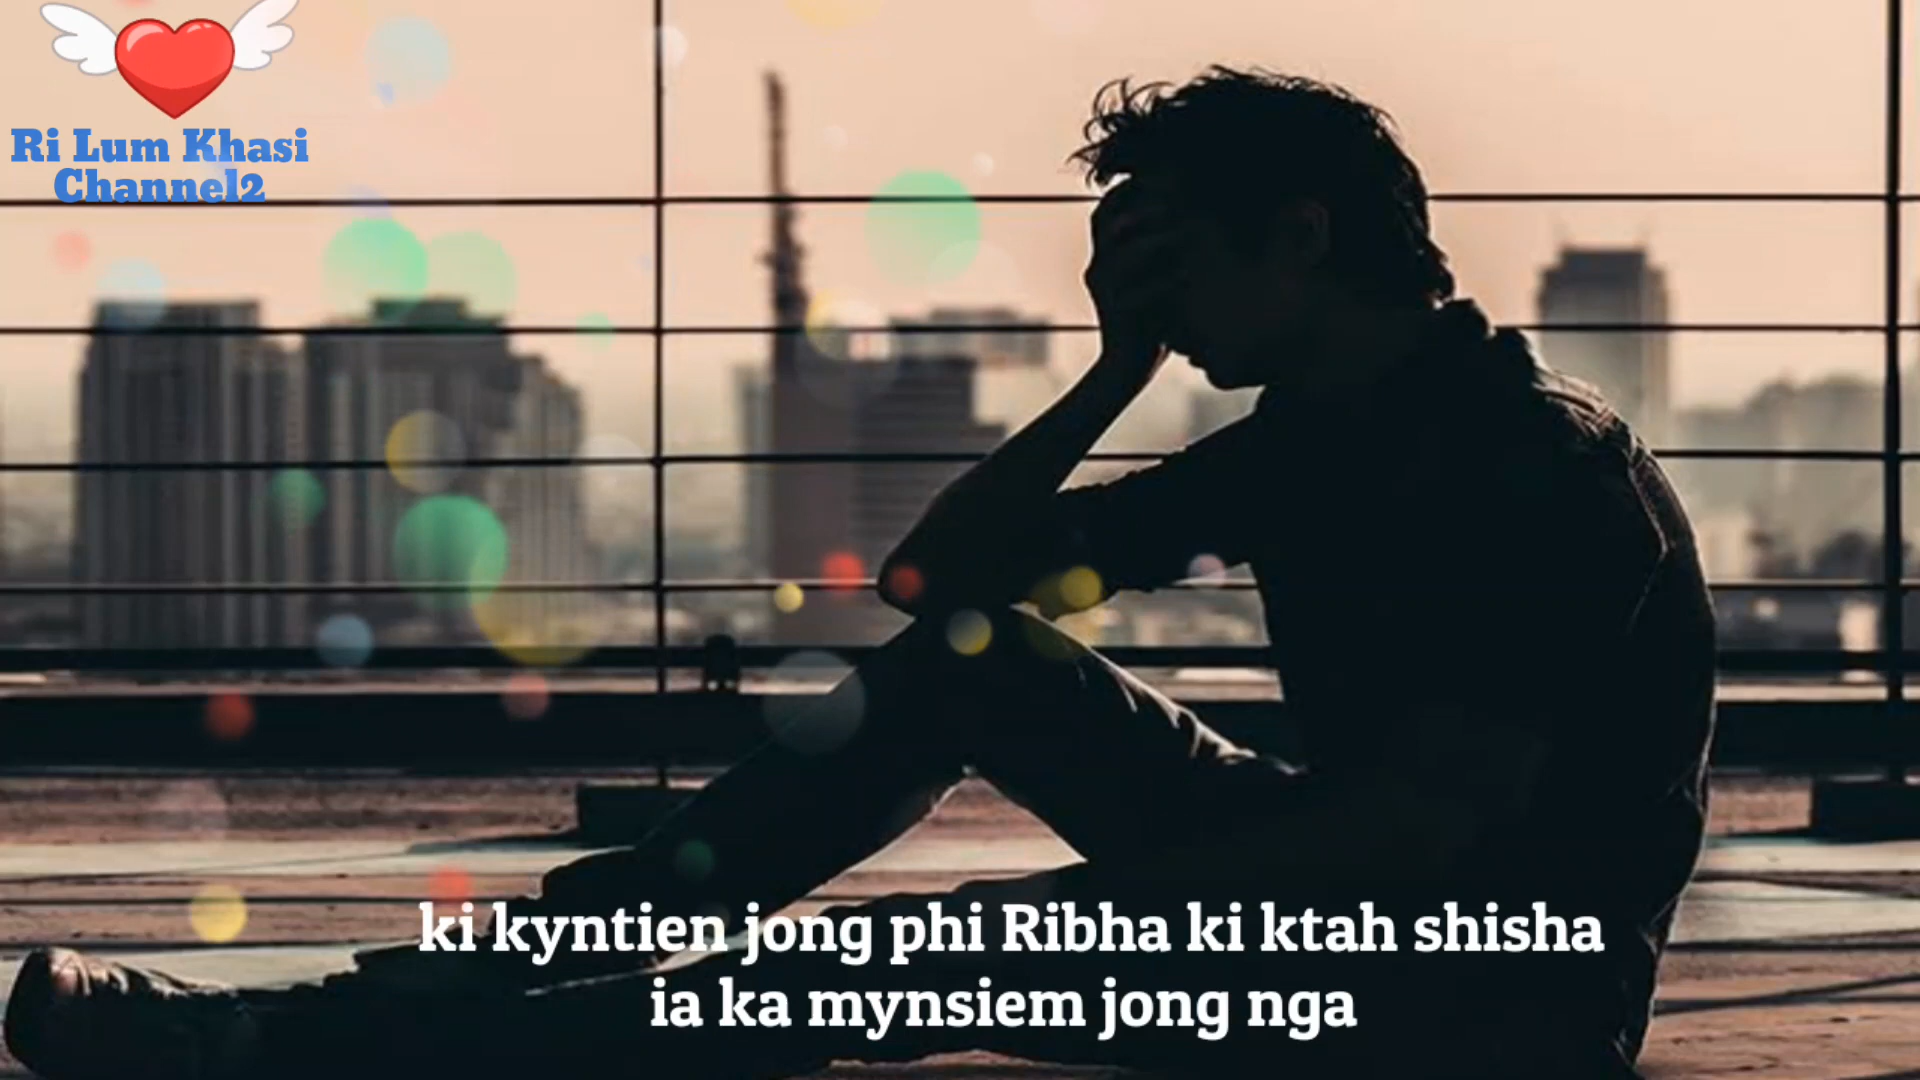 Ri Lum Khasi
Channel2
ki kyntien jong phi Ribha ki ktah shisha
ia ka mynsiem jong nga